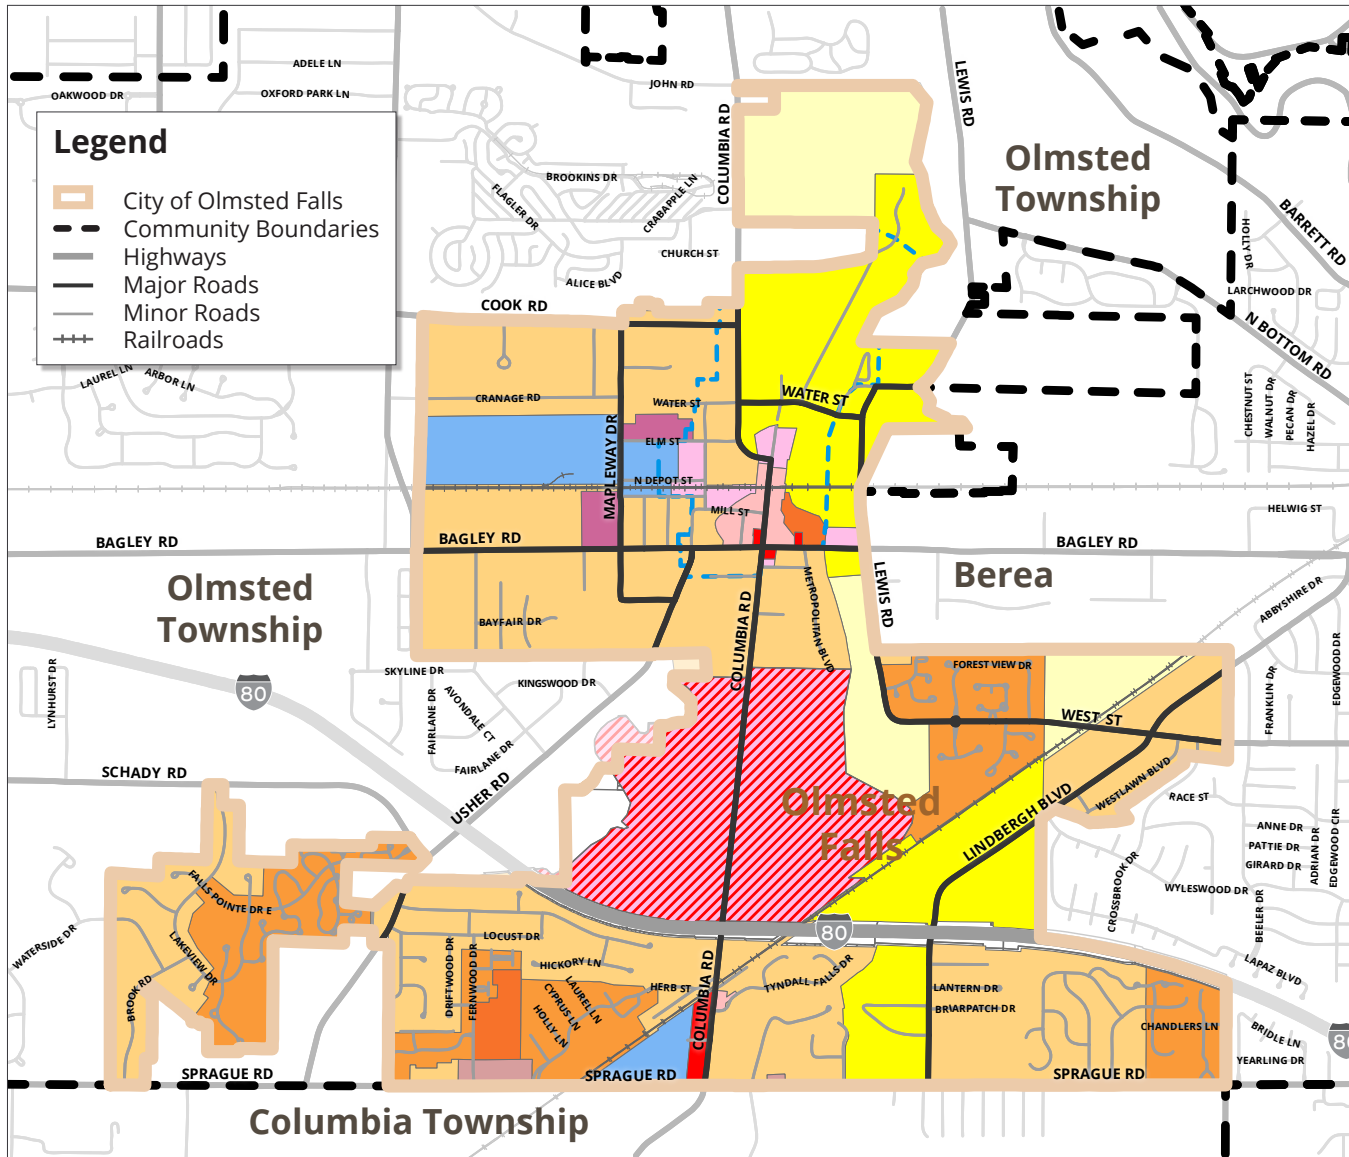 ADELE LN
OAKWOOD DR
OXFORD PARK LN
JOHN RD
COLUMBIA RD
LEWIS RD
Legend
City of Olmsted Falls
Community Boundaries
Highways
Major Roads
Minor Roads
Railroads
Olmsted
Township
BROOKINS DR
FLAGLER DR
CRABAPPLE LN
CHURCH ST
ALICE BLVD
BARRETT RD
HOLLY DR
LARCHWOOD DR
N BOTTOM RD
COOK RD
LAUREL LN
ARBOR LN
CRANAGE RD
WATER ST
WATER ST
CHESTNUT ST
WALNUT DR
PECAN DR
HAZEL DR
ELM ST
MAPLEWAY DR
N DEPOT ST
MILL ST
HELWIG ST
BAGLEY RD
BAGLEY RD
BAGLEY RD
Olmsted
Township
Berea
LEWIS RD
METROPOLITAN BLVD
COLUMBIA RD
ABBYSHIRE DR
BAYFAIR DR
EDGEWOOD DR
LYNHURST DR
SKYLINE DR
KINGSWOOD DR
FOREST VIEW DR
FRANKLIN DR
80
FAIRLANE DR
AVONDALE CT
FAIRLANE DR
WEST ST
SCHADY RD
USHER RD
WESTLAWN BLVD
RACE ST
Olmsted
Falls
LINDBERGH BLVD
ANNE DR
PATTIE DR
GIRARD DR
ADRIAN DR
EDGEWOOD CIR
FALLS POINTE DR E
CROSSBROOK DR
WYLESWOOD DR
BEELER DR
WATERSIDE DR
LAKEVIEW DR
LOCUST DR
80
DRIFTWOOD DR
FERNWOOD DR
HICKORY LN
LAUREL LN
CYPRUS LN
HOLLY LN
HERB ST
COLUMBIA RD
TYNDALL FALLS DR
LAPAZ BLVD
BROOK RD
LANTERN DR
BRIARPATCH DR
CHANDLERS LN
BRIDLE LN
80
YEARLING DR
SPRAGUE RD
SPRAGUE RD
SPRAGUE RD
Columbia Township